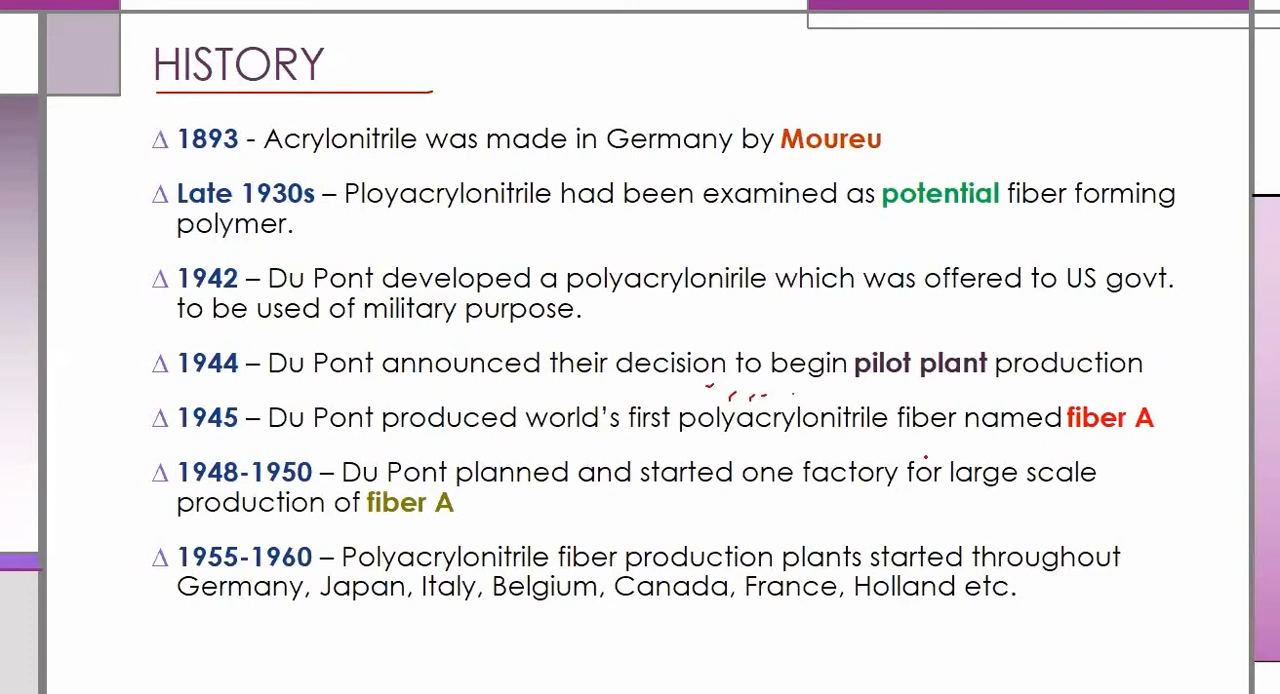 HISTORY
Δ 1893 - Acrylonitrile was made in Germany by Moureu
Δ Late 1930s – Ployacrylonitrile had been examined as potential fiber forming
polymer.
Δ 1942 – Du Pont developed a polyacrylonirile which was offered to US govt.
to be used of military purpose.
Δ 1944 – Du Pont announced their decision to begin pilot plant production
Δ 1945 – Du Pont produced world's first polyacrylonitrile fiber named fiber A
Δ 1948-1950 – Du Pont planned and started one factory for large scale
production of fiber A
Δ 1955-1960 – Polyacrylonitrile fiber production plants started throughout
Germany, Japan, Italy, Belgium, Canada, France, Holland etc.